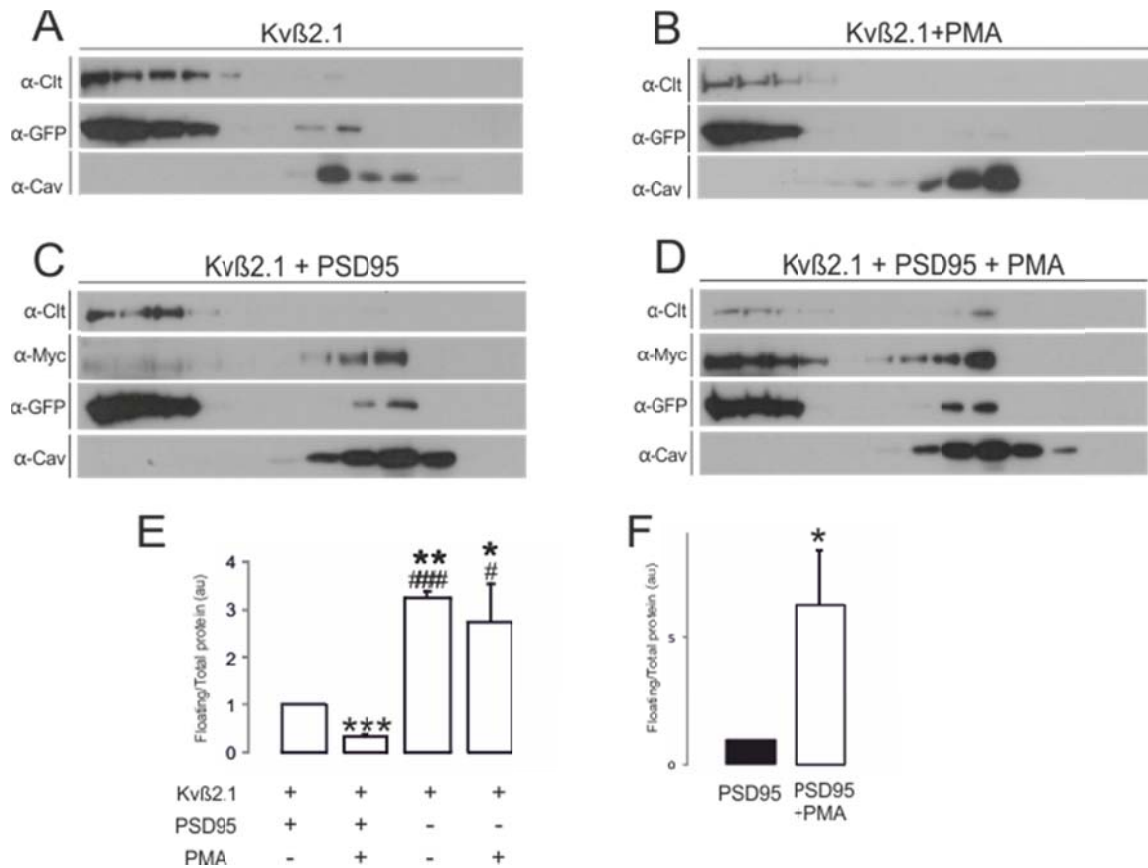 A
Kvß2.1
α-Clt
α-GFP
α-Cav
B
Kvß2.1+PMA
α-Clt
α-GFP
α-Cav
C
Kvß2.1 + PSD95
α-Clt
α-Myc
α-GFP
α-Cav
D
Kvß2.1 + PSD95 + PMA
α-Clt
α-Myc
α-GFP
α-Cav
E
Floating/Total protein (au)
4
3
2
1
0
***
**
###
*
#
Kvß2.1 + + + +
PSD95 + + - -
PMA - + - +
F
Floating/Total protein (au)
5
0
*
PSD95
PSD95
+PMA